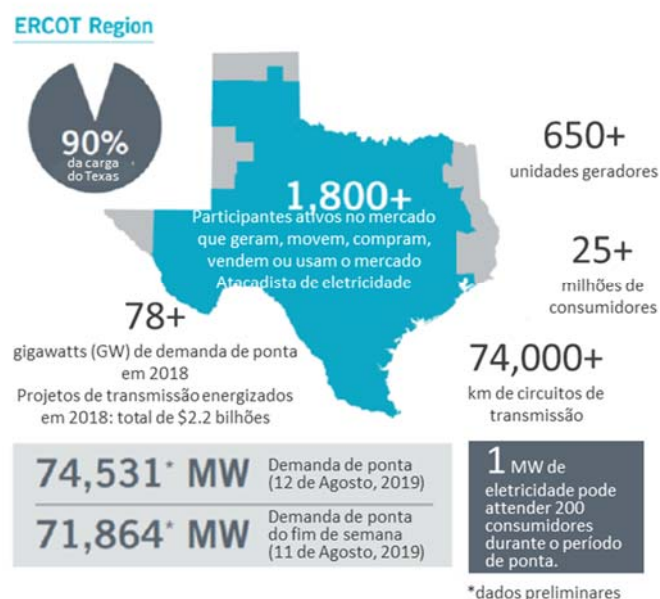 ERCOT Region
90%
da carga
do Texas
1,800+
Participantes ativos no mercado
que geram, movem, compram,
vendem ou usam o mercado
Atacadista de eletricidade
650+
unidades geradores
25+
milhões de
consumidores
78+
gigawatts (GW) de demanda de ponta
em 2018
Projetos de transmissão energizados
em 2018: total de $2.2 bilhões
74,000+
km de circuitos de
transmissão
74,531* MW
Demanda de ponta
(12 de Agosto, 2019)
71,864* MW
Demanda de ponta
do fim de semana
(11 de Agosto, 2019)
1 MW de
eletricidade pode
attender 200
consumidores
durante o período
de ponta.
*dados preliminares